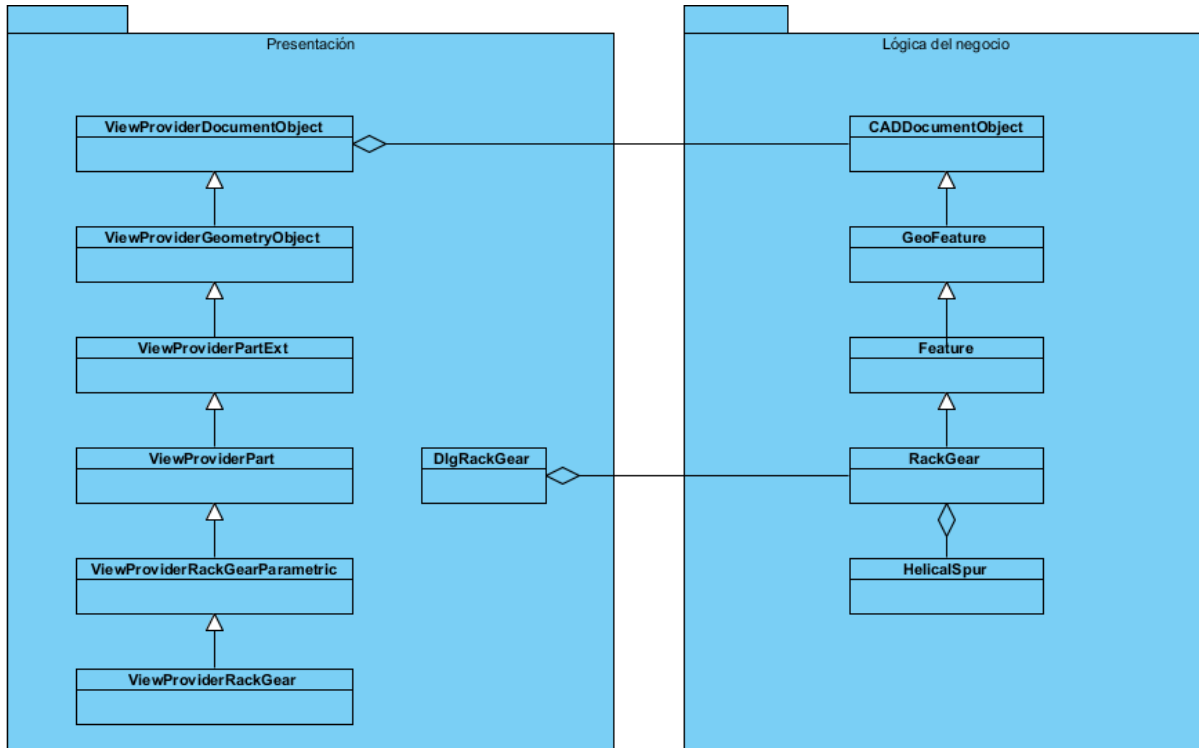 Presentación
ViewProviderDocumentObject
ViewProviderGeometryObject
ViewProviderPartExt
ViewProviderPart
DlgRackGear
ViewProviderRackGearParametric
ViewProviderRackGear
Lógica del negocio
CADDocumentObject
GeoFeature
Feature
RackGear
HelicalSpur